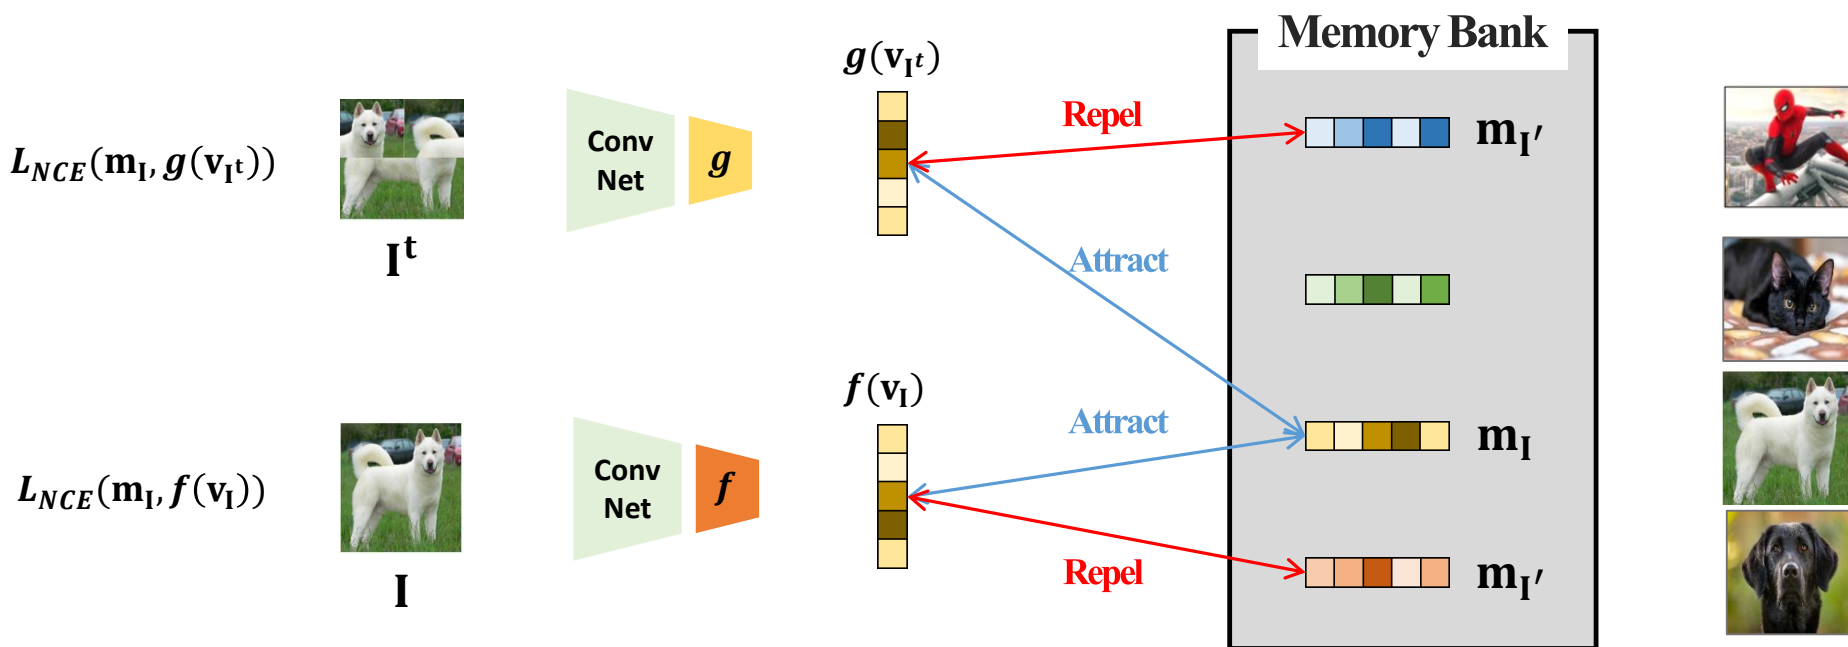 Memory Bank
g(v_{I^t})
L_{NCE}(m_I, g(v_{I^t}))
Conv
Net
g
Repel
m_{I′}
I^t
Attract
f(v_I)
L_{NCE}(m_I, f(v_I))
Conv
Net
f
Attract
m_I
Repel
m_{I′}
I